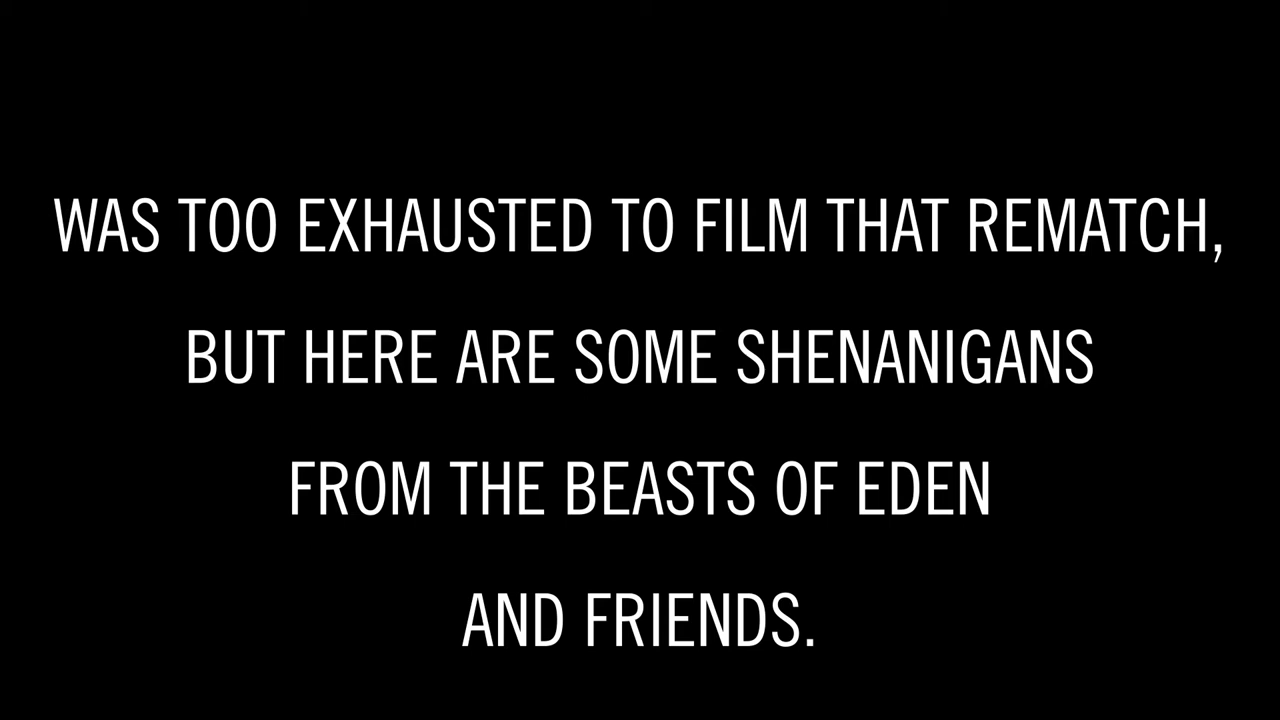 WAS TOO EXHAUSTED TO FILM THAT REMATCH,
BUT HERE ARE SOME SHENANIGANS
FROM THE BEASTS OF EDEN
AND FRIENDS.